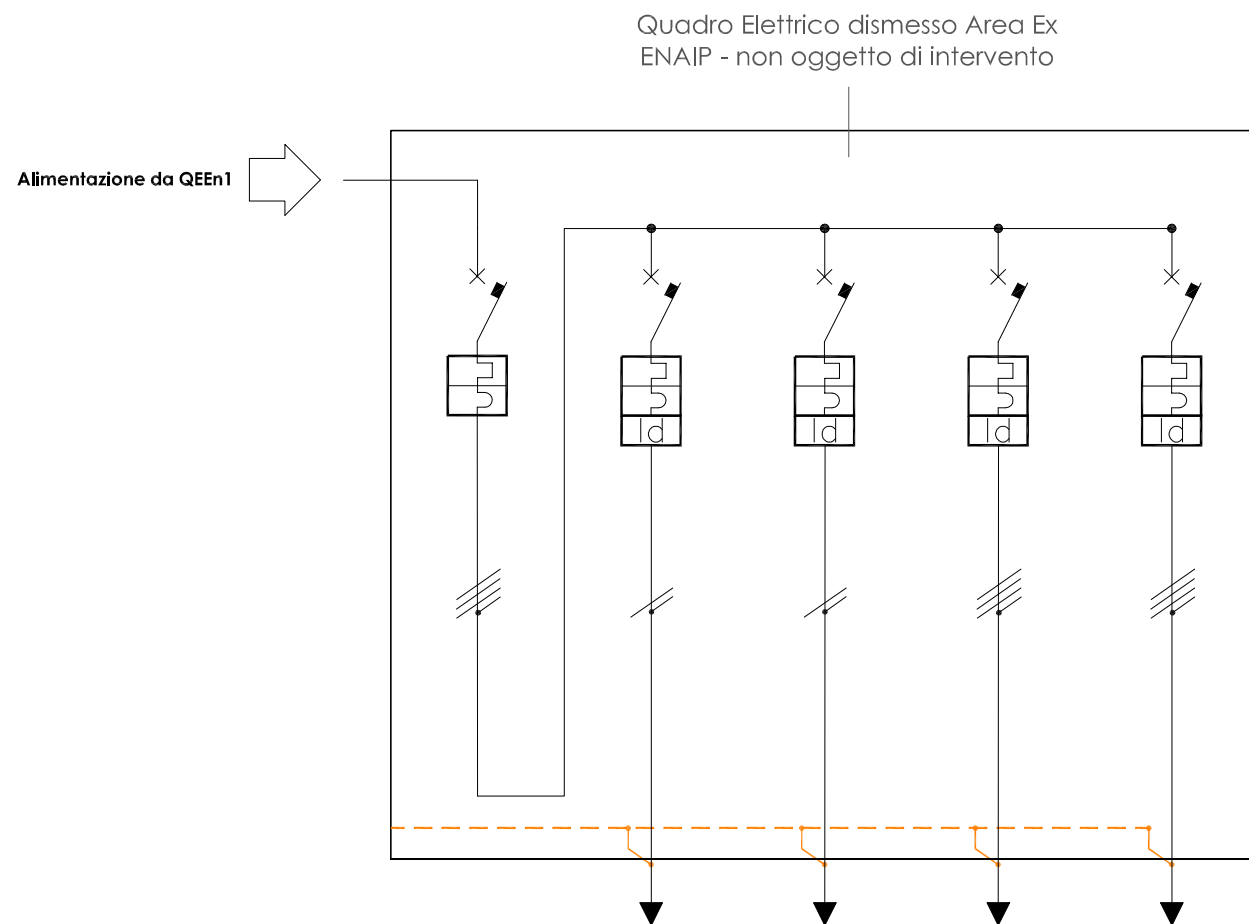 Quadro Elettrico dismesso Area Ex
ENAIP - non oggetto di intervento
Alimentazione da QEEn1
Id
Id
Id
Id